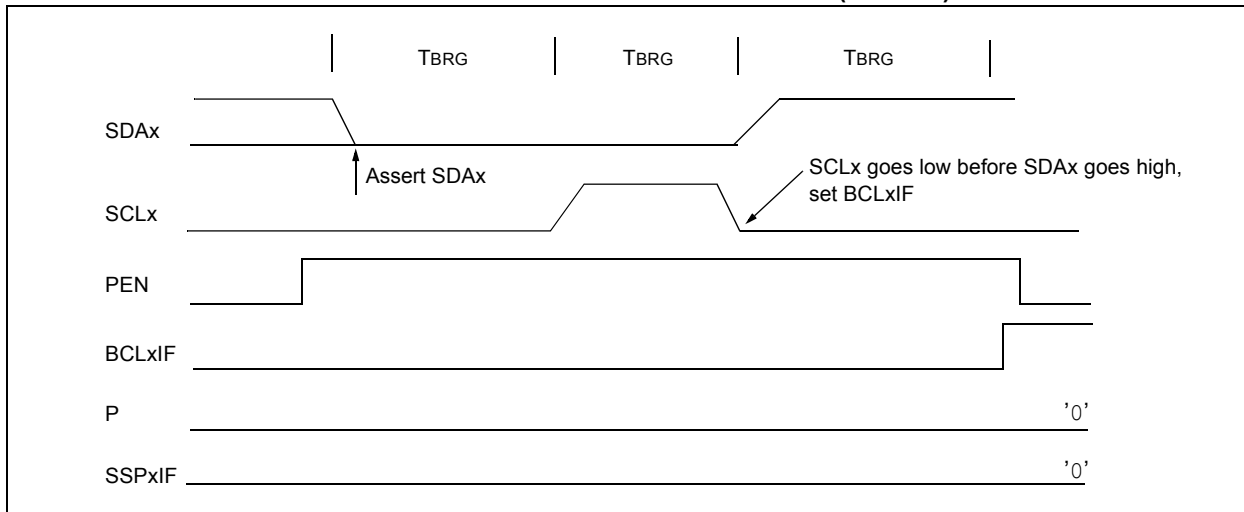 TBRG TBRG TBRG
SDAx
Assert SDAx
SCLx goes low before SDAx goes high,
set BCLxIF
SCLx
PEN
BCLxIF
P '0'
SSPxIF '0'